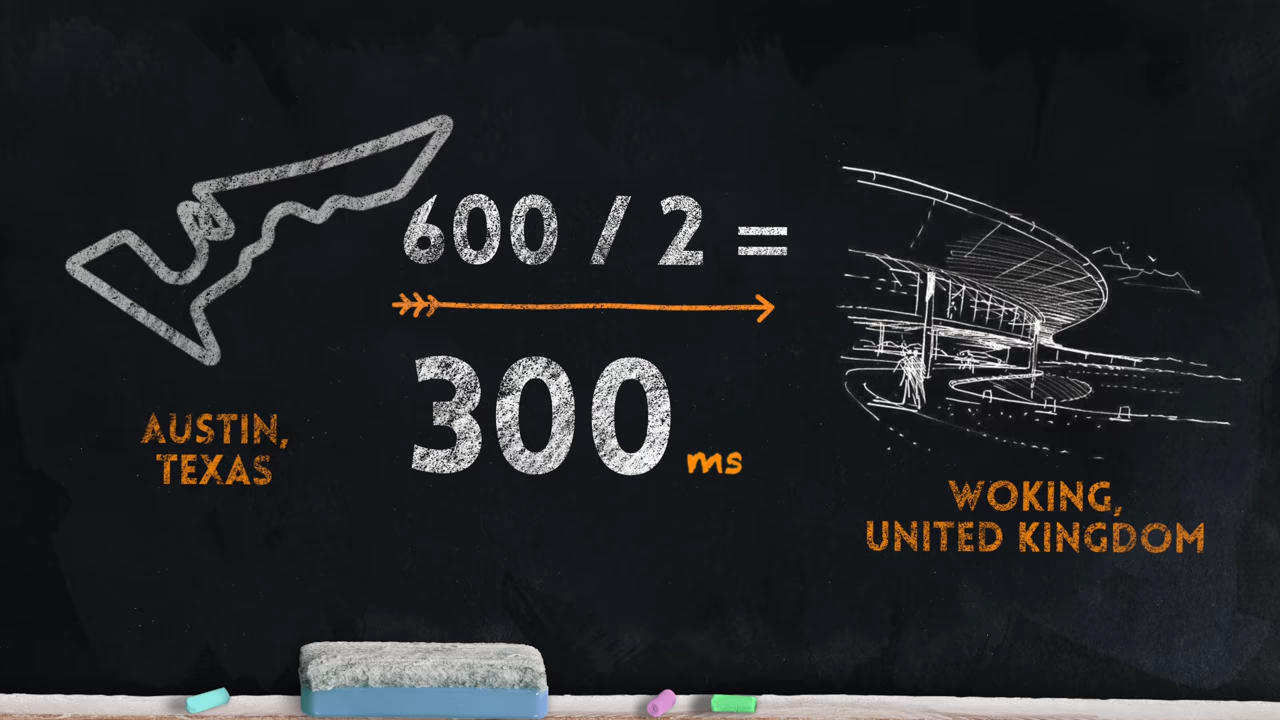 600 / 2 =
300 ms
AUSTIN,
TEXAS
WOKING,
UNITED KINGDOM